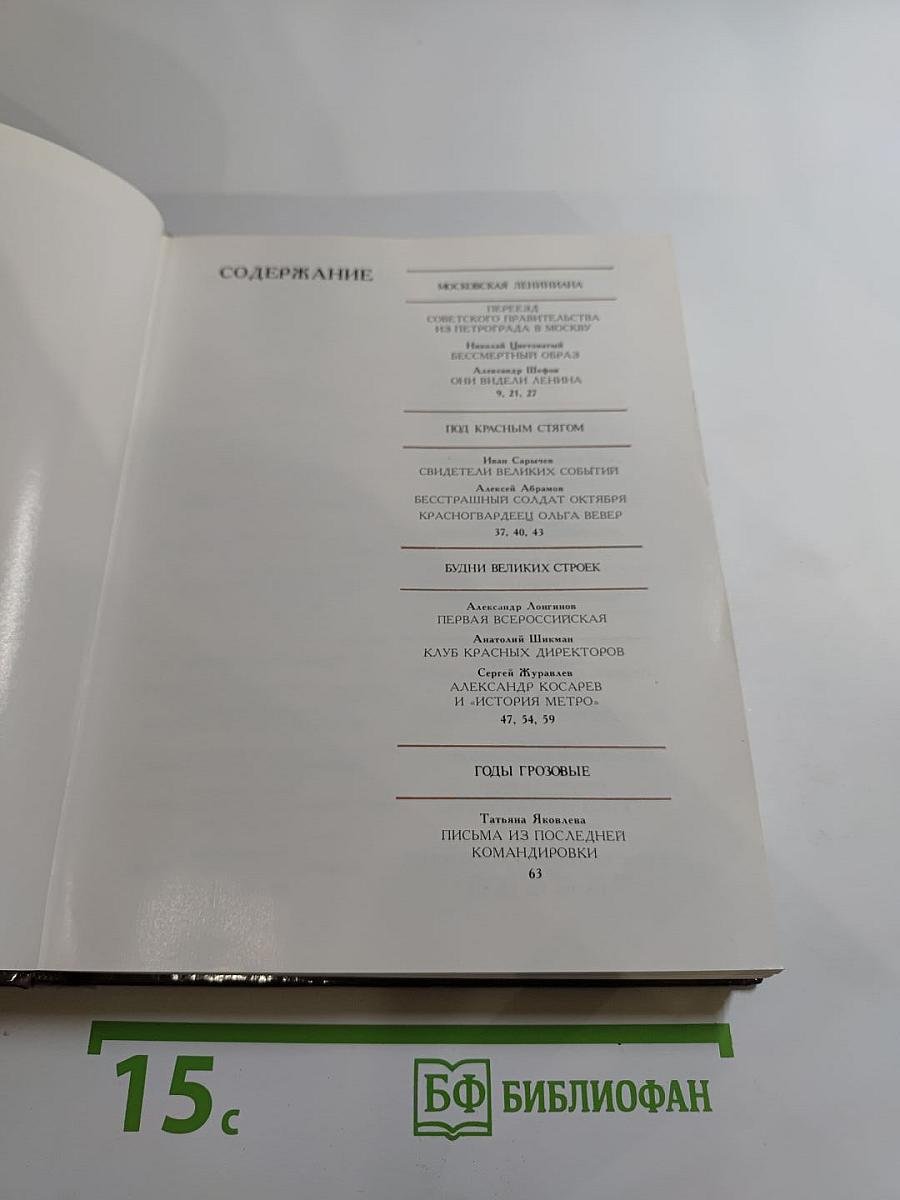 СОДЕРЖАНИЕ
МОСКОВСКАЯ ЛЕНИНИАНА
ПЕРЕЕЗД
СОВЕТСКОГО ПРАВИТЕЛЬСТВА
ИЗ ПЕТРОГРАДА В МОСКВУ
Николай Цветоватый
БЕССМЕРТНЫЙ ОБРАЗ
Александр Шефов
ОНИ ВИДЕЛИ ЛЕНИНА
9, 21, 27
ПОД КРАСНЫМ СТЯГОМ
Иван Сарычев
СВИДЕТЕЛИ ВЕЛИКИХ СОБЫТИЙ
Алексей Абрамов
БЕССТРАШНЫЙ СОЛДАТ ОКТЯБРЯ
КРАСНОГВАРДЕЕЦ ОЛЬГА ВЕВЕР
37, 40, 43
БУДНИ ВЕЛИКИХ СТРОЕК
Александр Лонгинов
ПЕРВАЯ ВСЕРОССИЙСКАЯ
Анатолий Шикман
КЛУБ КРАСНЫХ ДИРЕКТОРОВ
Сергей Журавлев
АЛЕКСАНДР КОСАРЕВ
И «ИСТОРИЯ МЕТРО»
47, 54, 59
ГОДЫ ГРОЗОВЫЕ
Татьяна Яковлева
ПИСЬМА ИЗ ПОСЛЕДНЕЙ
КОМАНДИРОВКИ
63
15 с
БФ БИБЛИОФАН